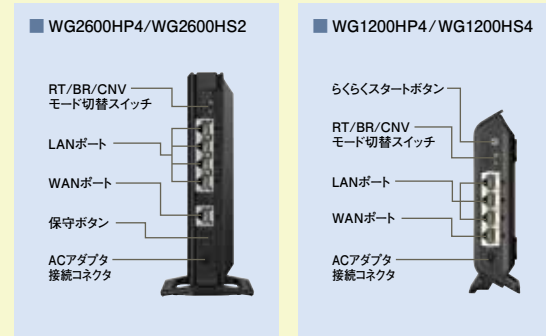 ■ WG2600HP4/WG2600HS2
RT/BR/CNV
モード切替スイッチ
LANポート
WANポート
保守ボタン
ACアダプタ
接続コネクタ
■ WG1200HP4/WG1200HS4
らくらくスタートボタン
RT/BR/CNV
モード切替スイッチ
LANポート
WANポート
ACアダプタ
接続コネクタ